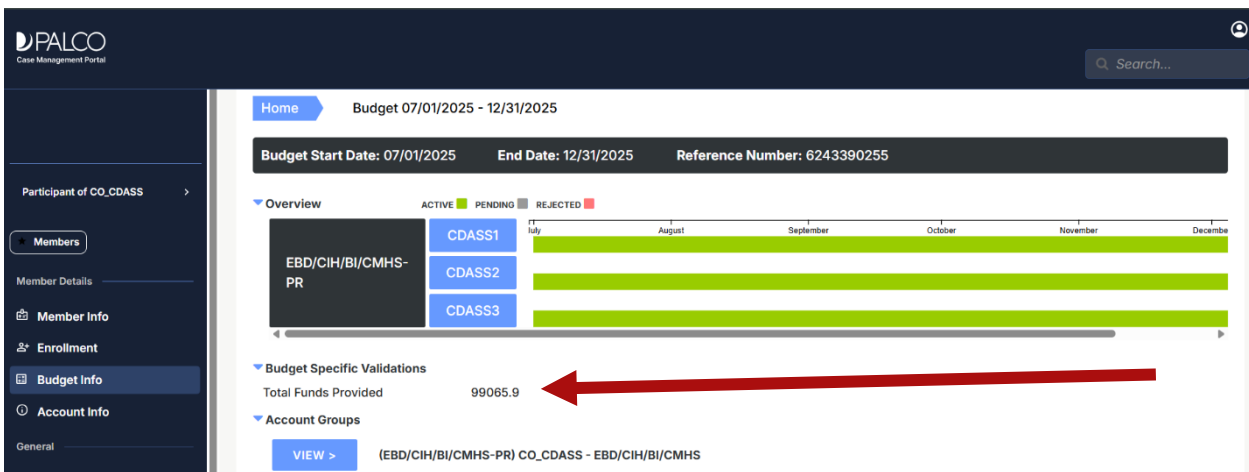 PALCO
Case Management Portal
Search...
Home
Budget 07/01/2025 - 12/31/2025
Budget Start Date: 07/01/2025 End Date: 12/31/2025 Reference Number: 6243390255
Participant of CO_CDASS >
Overview ACTIVE PENDING REJECTED
July August September October November Decembe
Members
EBD/CIH/BI/CMHS-
PR
CDASS1
CDASS2
CDASS3
Member Details
Member Info
Enrollment
Budget Info
Account Info
General
Budget Specific Validations
Total Funds Provided 99065.9
Account Groups
VIEW > (EBD/CIH/BI/CMHS-PR) CO_CDASS - EBD/CIH/BI/CMHS